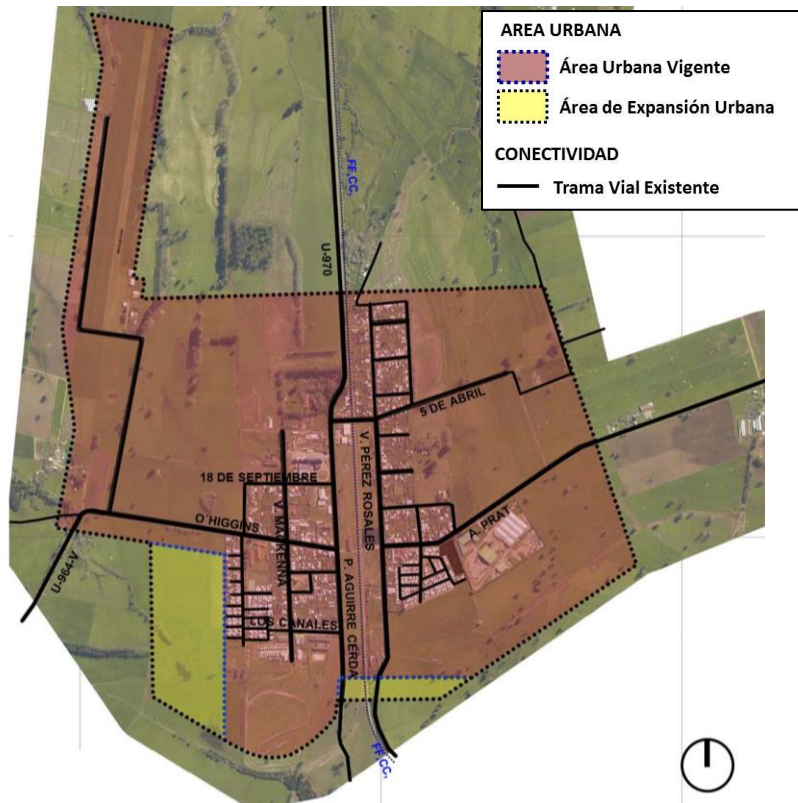 AREA URBANA
Área Urbana Vigente
Área de Expansión Urbana
CONECTIVIDAD
Trama Vial Existente
FF,CC,
U-970
5 DE ABRIL
18 DE SEPTIEMBRE
V. PÉREZ ROSALES
O´HIGGINS
V. MACKENNA
A. PRAT
U-964-V
P. AGUIRRE CERDA
LOS CANALES
FF,CC,